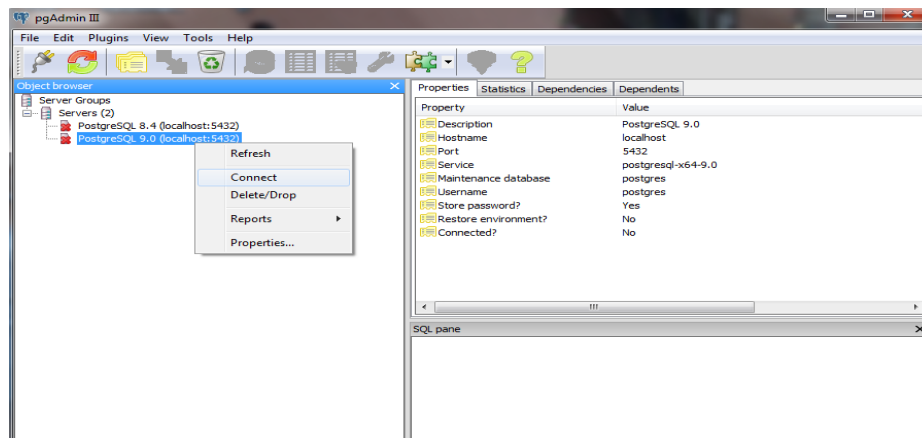 pgAdmin III
File Edit Plugins View Tools Help
Object browser
Server Groups
Servers (2)
PostgreSQL 8.4 (localhost:5432)
PostgreSQL 9.0 (localhost:5432)
Refresh
Connect
Delete/Drop
Reports
Properties...
Properties Statistics Dependencies Dependents
Property Value
Description PostgreSQL 9.0
Hostname localhost
Port 5432
Service postgresql-x64-9.0
Maintenance database postgres
Username postgres
Store password? Yes
Restore environment? No
Connected? No
SQL pane